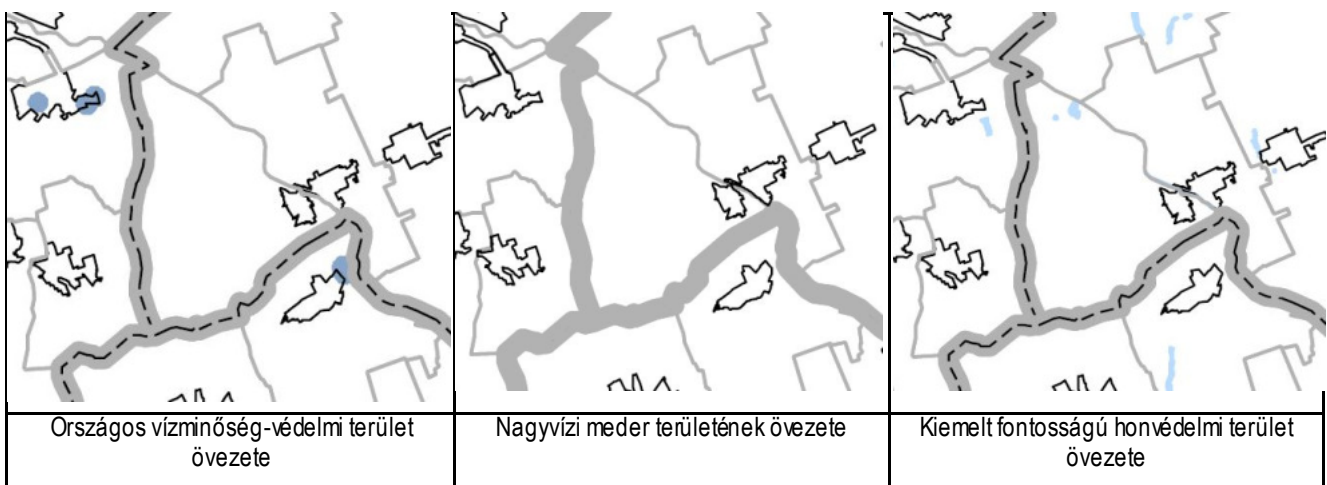 Országos vízminőség-védelmi terület
övezete
Nagyvízi meder területének övezete
Kiemelt fontosságú honvédelmi terület
övezete